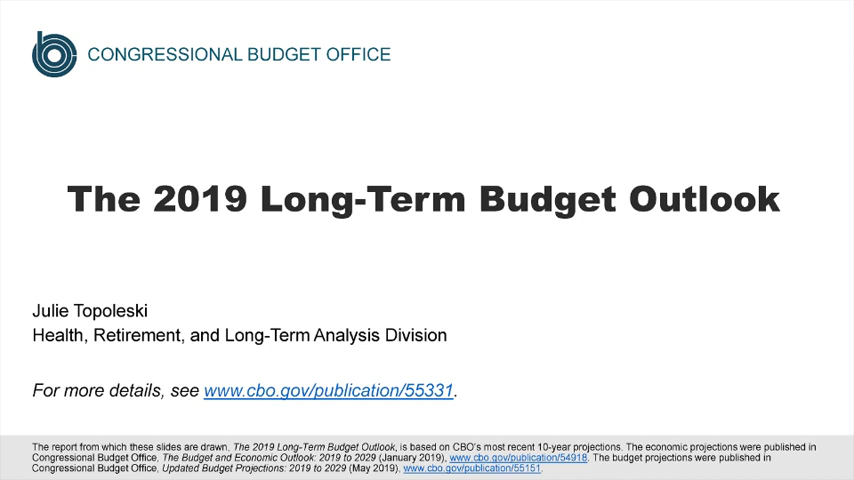 CONGRESSIONAL BUDGET OFFICE
The 2019 Long-Term Budget Outlook
Julie Topoleski
Health, Retirement, and Long-Term Analysis Division
For more details, see www.cbo.gov/publication/55331.
The report from which these slides are drawn, The 2019 Long-Term Budget Outlook, is based on CBO's most recent 10-year projections. The economic projections were published in
Congressional Budget Office, The Budget and Economic Outlook: 2019 to 2029 (January 2019), www.cbo.gov/publication/54918. The budget projections were published in
Congressional Budget Office, Updated Budget Projections: 2019 to 2029 (May 2019), www.cbo.gov/publication/55151.